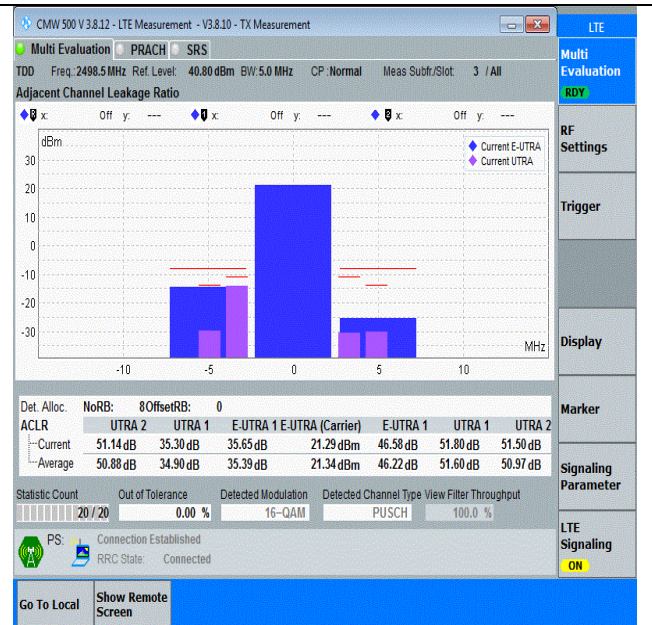 CMW 500 V 3.8.12 - LTE Measurement - V3.8.10 - TX Measurement
LTE
Multi Evaluation PRACH SRS
Multi
Evaluation
RDY
TDD Freq.:2498.5 MHz Ref. Level: 40.80 dBm BW: 5.0 MHz CP :Normal Meas Subfr./Slot: 3 / All
Adjacent Channel Leakage Ratio
x: Off y: --- x: Off y: --- x: Off y: ---
dBm
Current E-UTRA
Current UTRA
30
20
10
0
-10
-20
-30
MHz
-10 -5 0 5 10
RF
Settings
Trigger
Display
Marker
Signaling
Parameter
LTE
Signaling
ON
Det. Alloc. NoRB: 8 OffsetRB: 0
ACLR UTRA 2 UTRA 1 E-UTRA 1 E-UTRA (Carrier) E-UTRA 1 UTRA 1 UTRA 2
Current 51.14 dB 35.30 dB 35.65 dB 21.29 dBm 46.58 dB 51.80 dB 51.50 dB
Average 50.88 dB 34.90 dB 35.39 dB 21.34 dBm 46.22 dB 51.60 dB 50.97 dB
Statistic Count Out of Tolerance Detected Modulation Detected Channel Type View Filter Throughput
20 / 20 0.00 % 16-QAM PUSCH 100.0 %
PS: Connection Established
RRC State: Connected
Go To Local
Show Remote
Screen